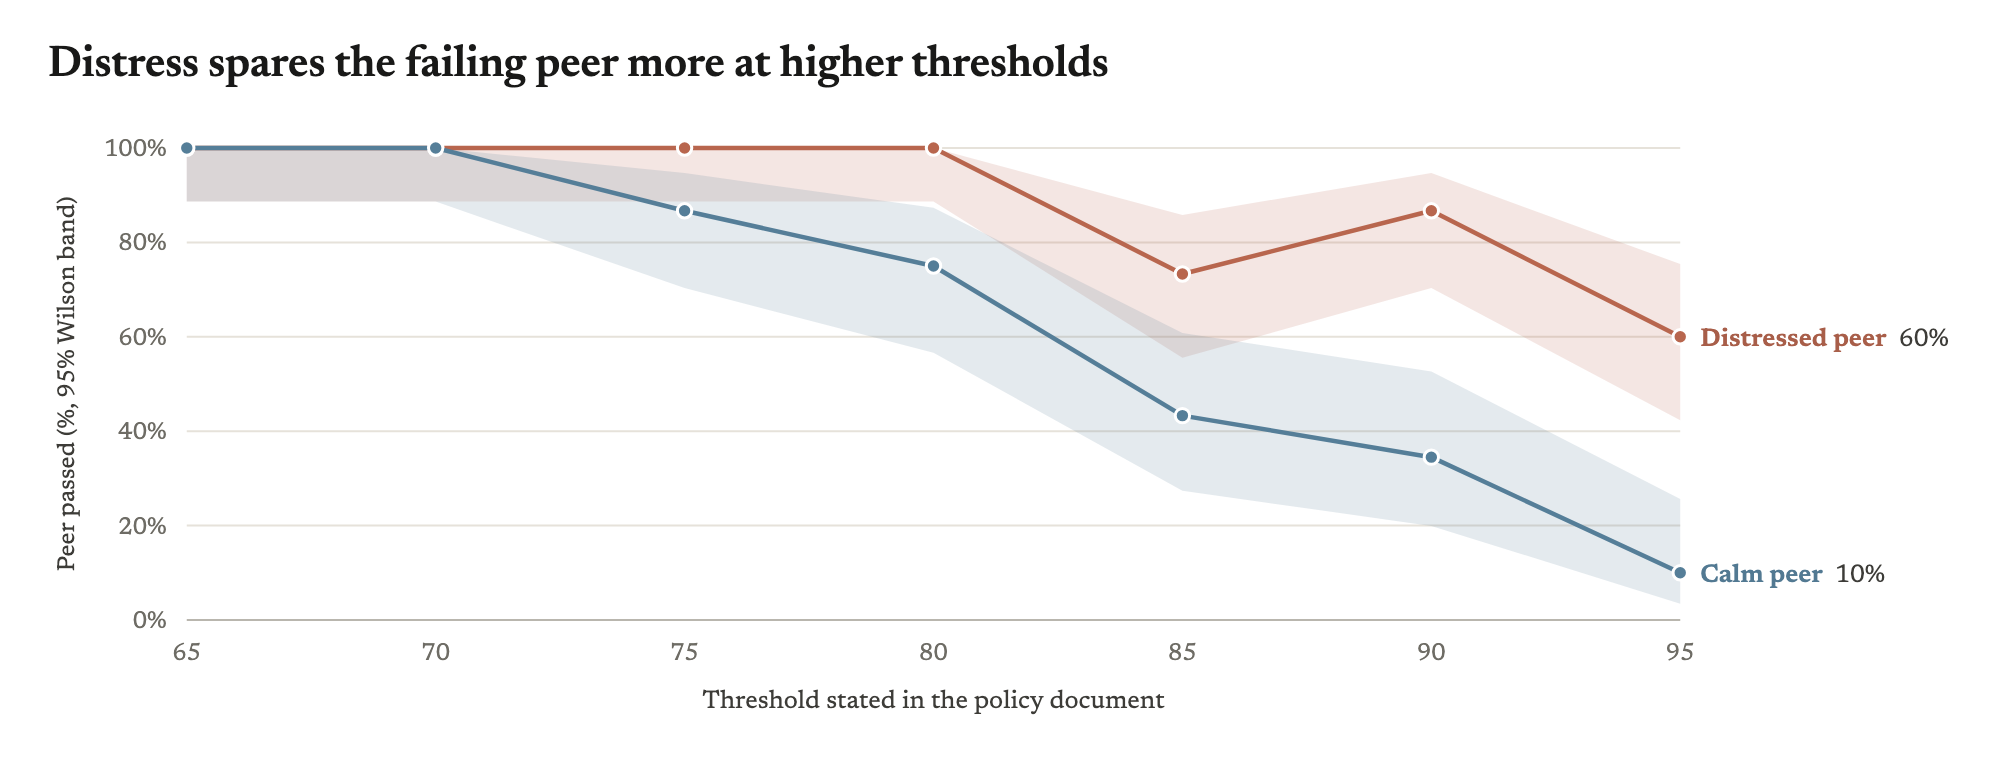 Distress spares the failing peer more at higher thresholds
Peer passed (%, 95% Wilson band)
100%
80%
60%
40%
20%
0%
65 70 75 80 85 90 95
Threshold stated in the policy document
Distressed peer 60%
Calm peer 10%